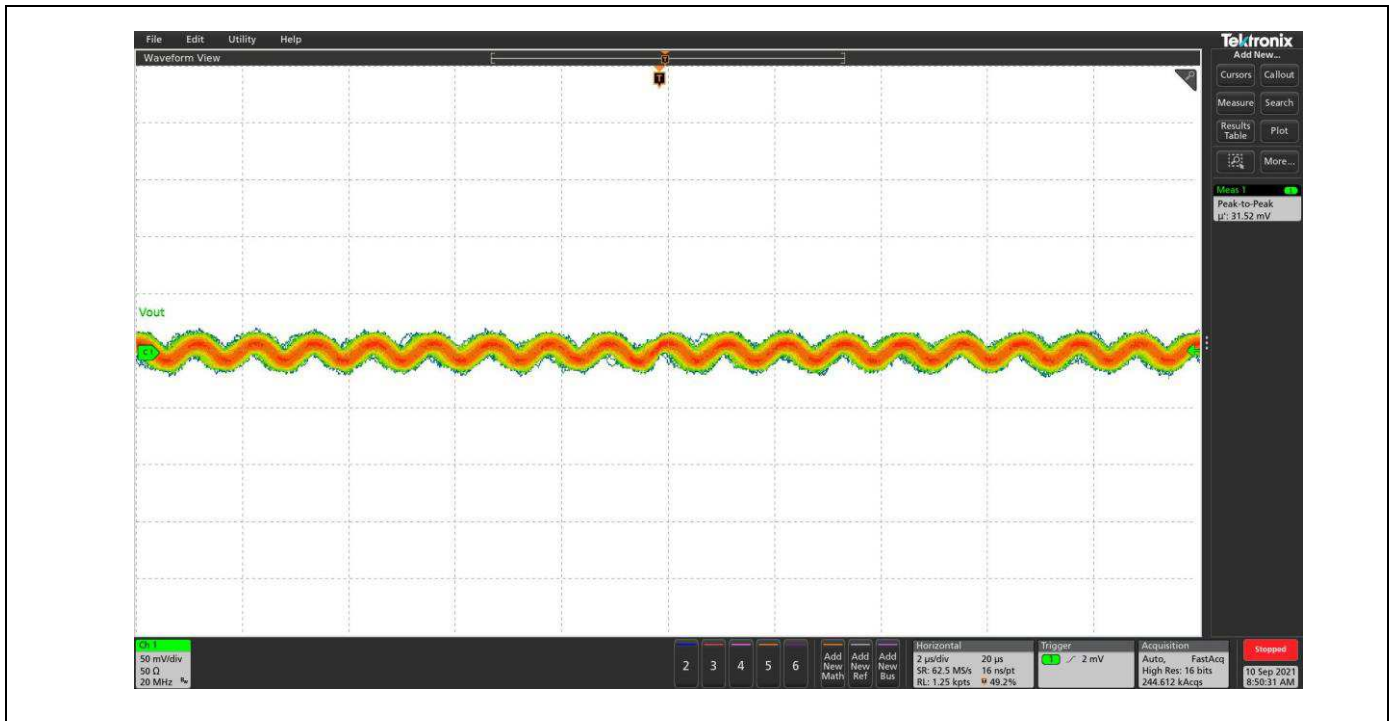 File Edit Utility Help
Tektronix
Waveform View
Add New...
T
T
Cursors Callout
Measure Search
Results Table Plot
More...
Meas 1 1
Peak-to-Peak
µ': 31.52 mV
Vout
C1
Ch 1
50 mV/div
50 Ω
20 MHz
2 3 4 5 6
Add New Math
Add New Ref
Add New Bus
Horizontal
2 µs/div 20 µs
SR: 62.5 MS/s 16 ns/pt
RL: 1.25 kpts 49.2%
Trigger
1 2 mV
Acquisition
Auto, FastAcq
High Res: 16 bits
244.612 kAcqs
Stopped
10 Sep 2021
8:50:31 AM